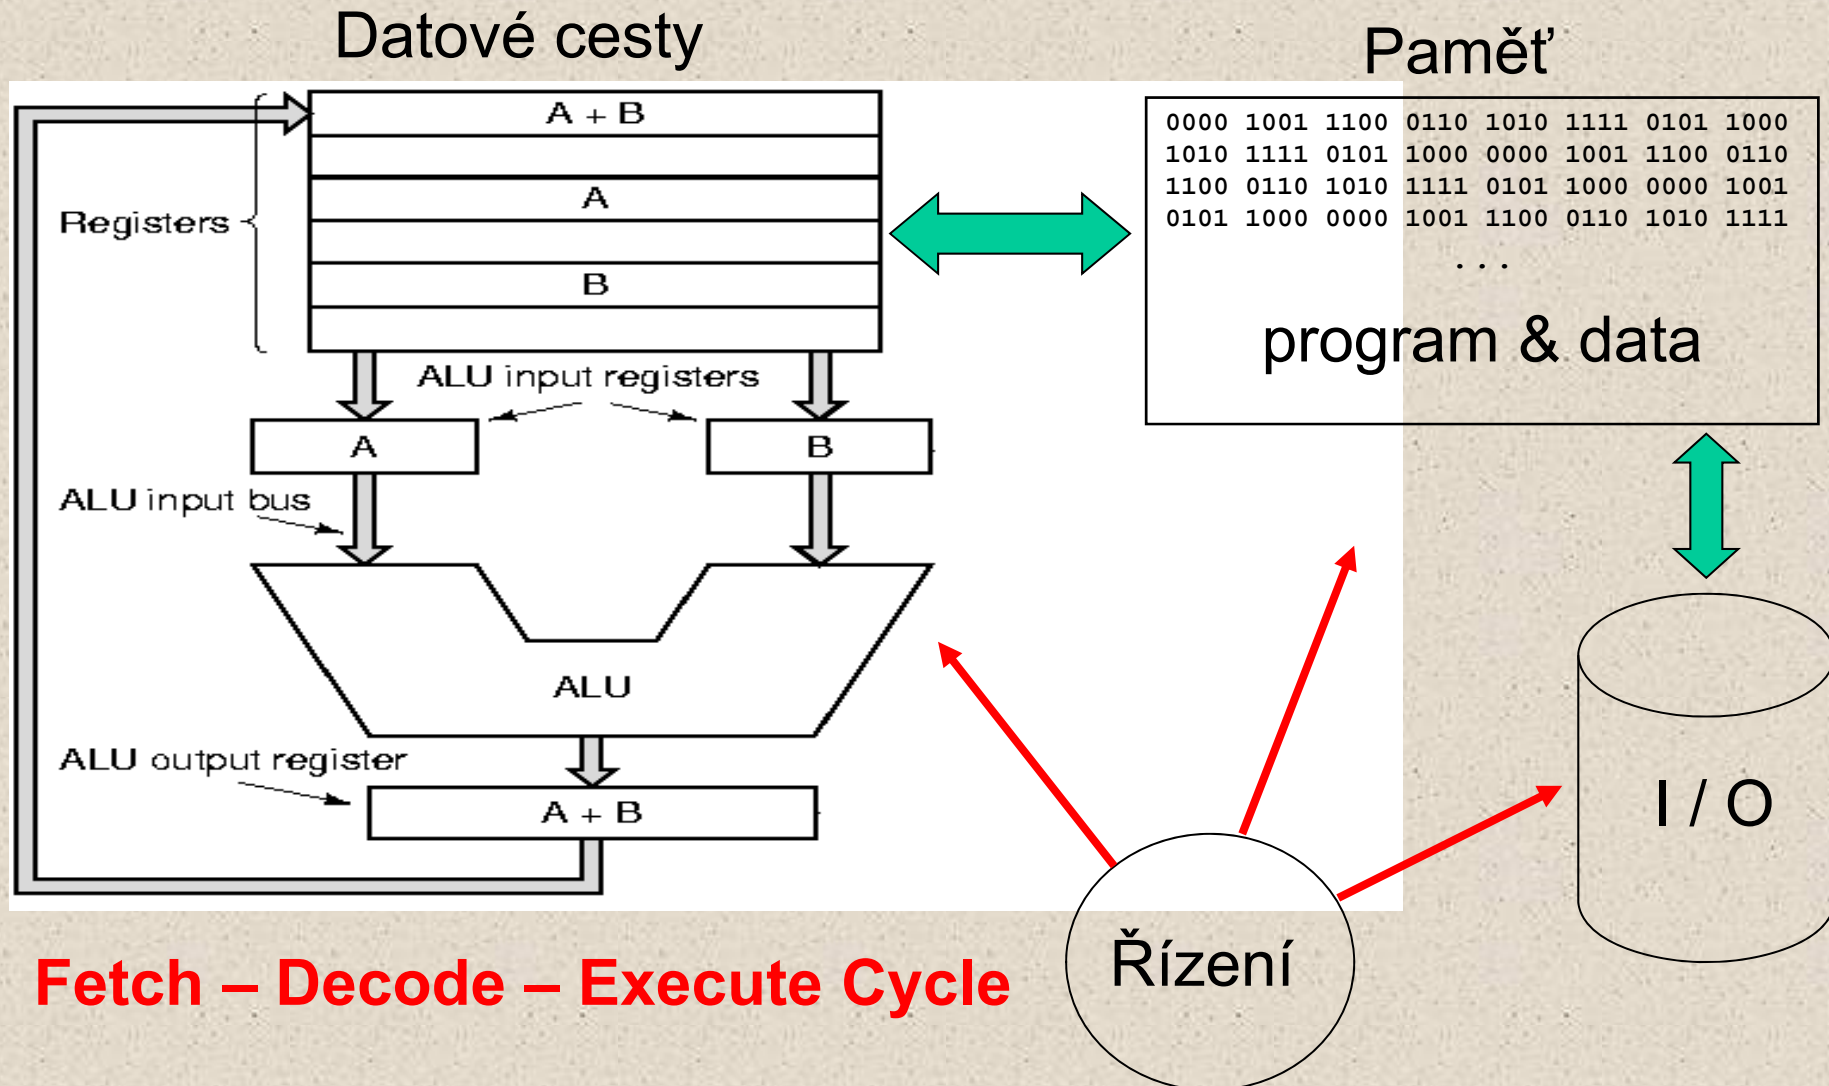 Datové cesty
Paměť
A + B
A
B
Registers
0000 1001 1100 0110 1010 1111 0101 1000
1010 1111 0101 1000 0000 1001 1100 0110
1100 0110 1010 1111 0101 1000 0000 1001
0101 1000 0000 1001 1100 0110 1010 1111
. . .
program & data
ALU input registers
A
B
ALU input bus
ALU
ALU output register
A + B
I / O
Řízení
Fetch – Decode – Execute Cycle